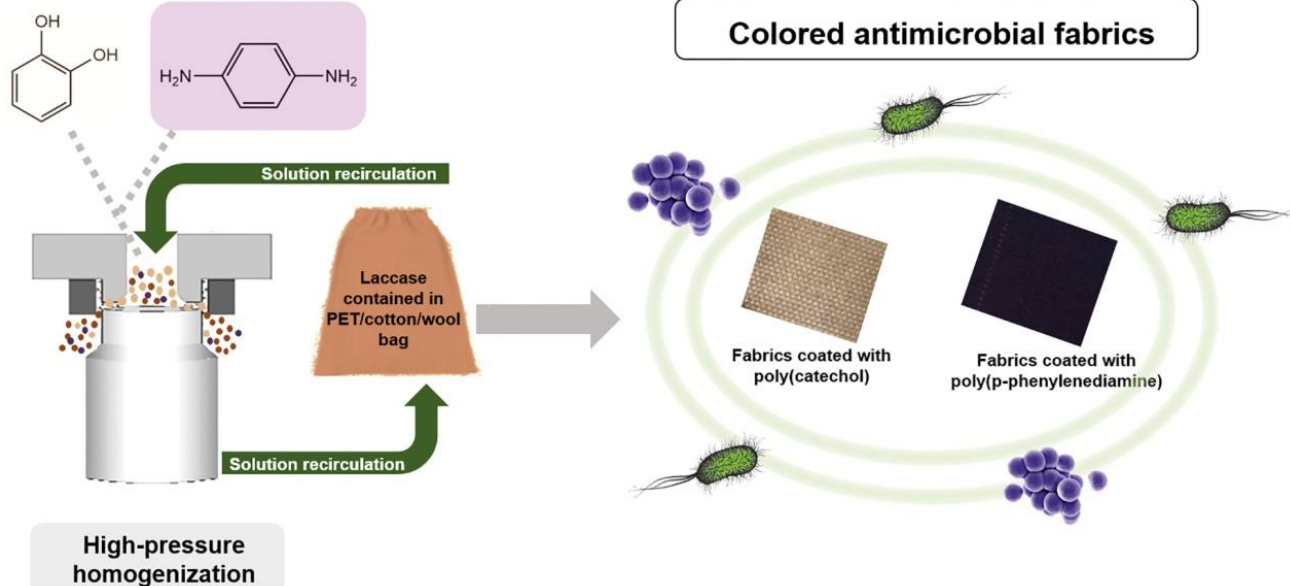 OH
OH
H₂N
NH₂
Solution recirculation
Laccase
contained in
PET/cotton/wool
bag
Solution recirculation
High-pressure
homogenization
Colored antimicrobial fabrics
Fabrics coated with
poly(catechol)
Fabrics coated with
poly(p-phenylenediamine)